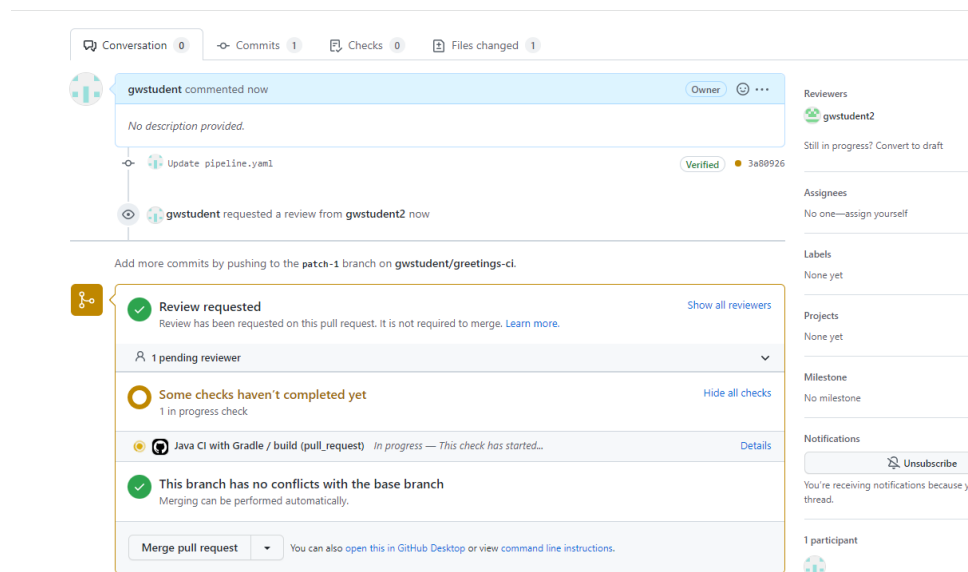 Conversation 0 Commits 1 Checks 0 Files changed 1
gwstudent commented now Owner
No description provided.
Update pipeline.yaml Verified 3a80926
gwstudent requested a review from gwstudent2 now
Add more commits by pushing to the patch-1 branch on gwstudent/greetings-ci.
Review requested Show all reviewers
Review has been requested on this pull request. It is not required to merge. Learn more.
1 pending reviewer
Some checks haven't completed yet Hide all checks
1 in progress check
Java CI with Gradle / build (pull_request) In progress — This check has started... Details
This branch has no conflicts with the base branch
Merging can be performed automatically.
Merge pull request You can also open this in GitHub Desktop or view command line instructions.
Reviewers
gwstudent2
Still in progress? Convert to draft
Assignees
No one—assign yourself
Labels
None yet
Projects
None yet
Milestone
No milestone
Notifications
Unsubscribe
You're receiving notifications because y
thread.
1 participant